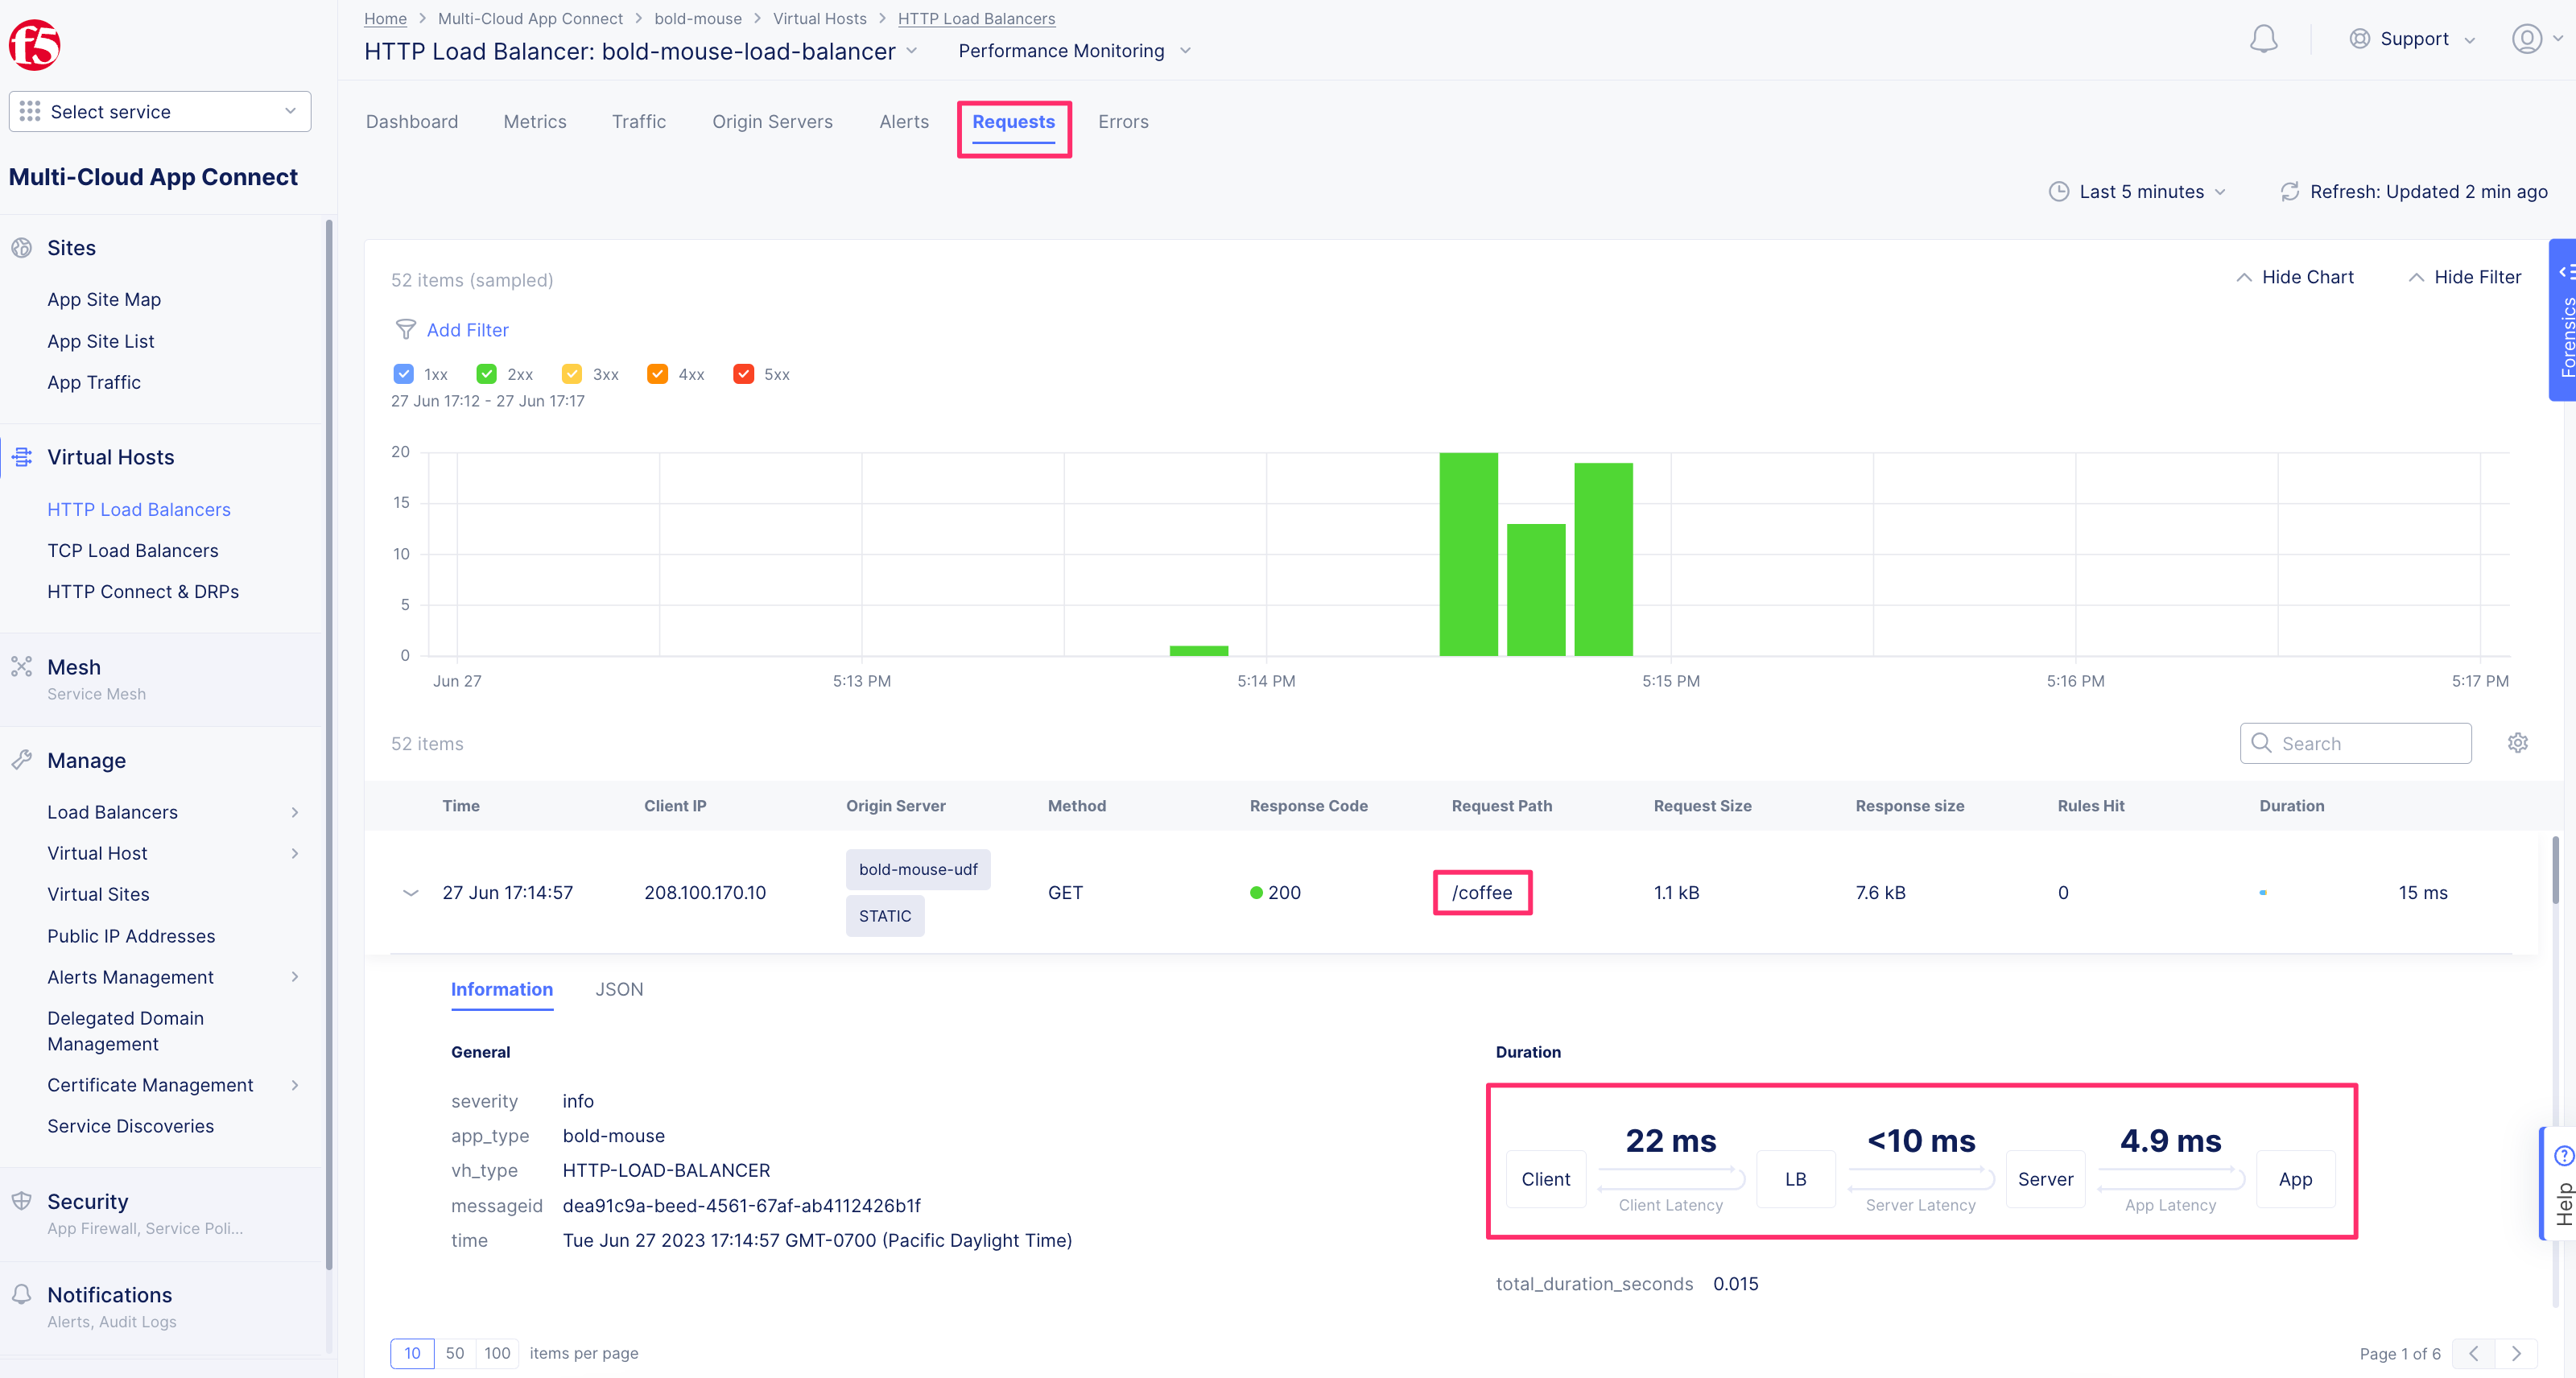 f5
Home > Multi-Cloud App Connect > bold-mouse > Virtual Hosts > HTTP Load Balancers
HTTP Load Balancer: bold-mouse-load-balancer Performance Monitoring
Support
Select service
Multi-Cloud App Connect
Sites
App Site Map
App Site List
App Traffic
Virtual Hosts
HTTP Load Balancers
TCP Load Balancers
HTTP Connect & DRPs
Mesh
Service Mesh
Manage
Load Balancers
Virtual Host
Virtual Sites
Public IP Addresses
Alerts Management
Delegated Domain
Management
Certificate Management
Service Discoveries
Security
App Firewall, Service Poli...
Notifications
Alerts, Audit Logs
Dashboard Metrics Traffic Origin Servers Alerts Requests Errors
Last 5 minutes Refresh: Updated 2 min ago
52 items (sampled) Hide Chart Hide Filter
Forensics
Add Filter
1xx 2xx 3xx 4xx 5xx
27 Jun 17:12 - 27 Jun 17:17
20
15
10
5
0
Jun 27 5:13 PM 5:14 PM 5:15 PM 5:16 PM 5:17 PM
52 items Search
Time Client IP Origin Server Method Response Code Request Path Request Size Response size Rules Hit Duration
27 Jun 17:14:57 208.100.170.10 bold-mouse-udf STATIC GET 200 /coffee 1.1 kB 7.6 kB 0 15 ms
Information JSON
General
severity info
app_type bold-mouse
vh_type HTTP-LOAD-BALANCER
messageid dea91c9a-beed-4561-67af-ab4112426b1f
time Tue Jun 27 2023 17:14:57 GMT-0700 (Pacific Daylight Time)
Duration
22 ms <10 ms 4.9 ms
Client LB Server App
Client Latency Server Latency App Latency
total_duration_seconds 0.015
Help
10 50 100 items per page Page 1 of 6